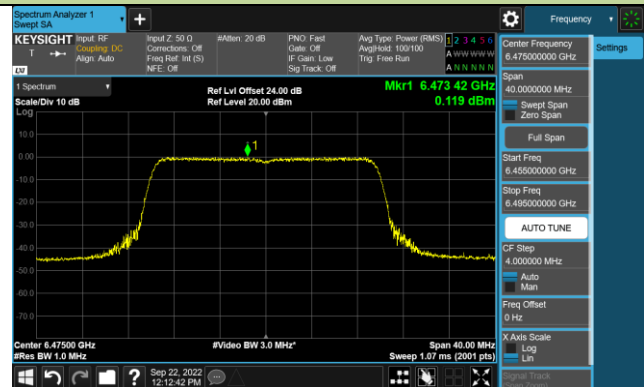 Spectrum Analyzer 1
Swept SA
+
Frequency
KEYSIGHT
Input: RF
Coupling: DC
Align: Auto
Input Z: 50 Ω
Corrections: Off
Freq Ref: Int (S)
NFE: Off
#Atten: 20 dB
PNO: Fast
Gate: Off
IF Gain: Low
Sig Track: Off
Avg Type: Power (RMS)
Avg|Hold: 100/100
Trig: Free Run
1 2 3 4 5 6
A W W W W W
A N N N N N
LXI
1 Spectrum
Scale/Div 10 dB
Ref Lvl Offset 24.00 dB
Ref Level 20.00 dBm
Mkr1 6.473 42 GHz
0.119 dBm
Log
10.0
0.00
-10.0
-20.0
-30.0
-40.0
-50.0
-60.0
-70.0
1
Center 6.47500 GHz
#Res BW 1.0 MHz
#Video BW 3.0 MHz*
Span 40.00 MHz
Sweep 1.07 ms (2001 pts)
Sep 22, 2022
12:12:42 PM
Center Frequency
6.475000000 GHz
Settings
Span
40.0000000 MHz
Swept Span
Zero Span
Full Span
Start Freq
6.455000000 GHz
Stop Freq
6.495000000 GHz
AUTO TUNE
CF Step
4.000000 MHz
Auto
Man
Freq Offset
0 Hz
X Axis Scale
Log
Lin
Signal Track
(Span Zoom)